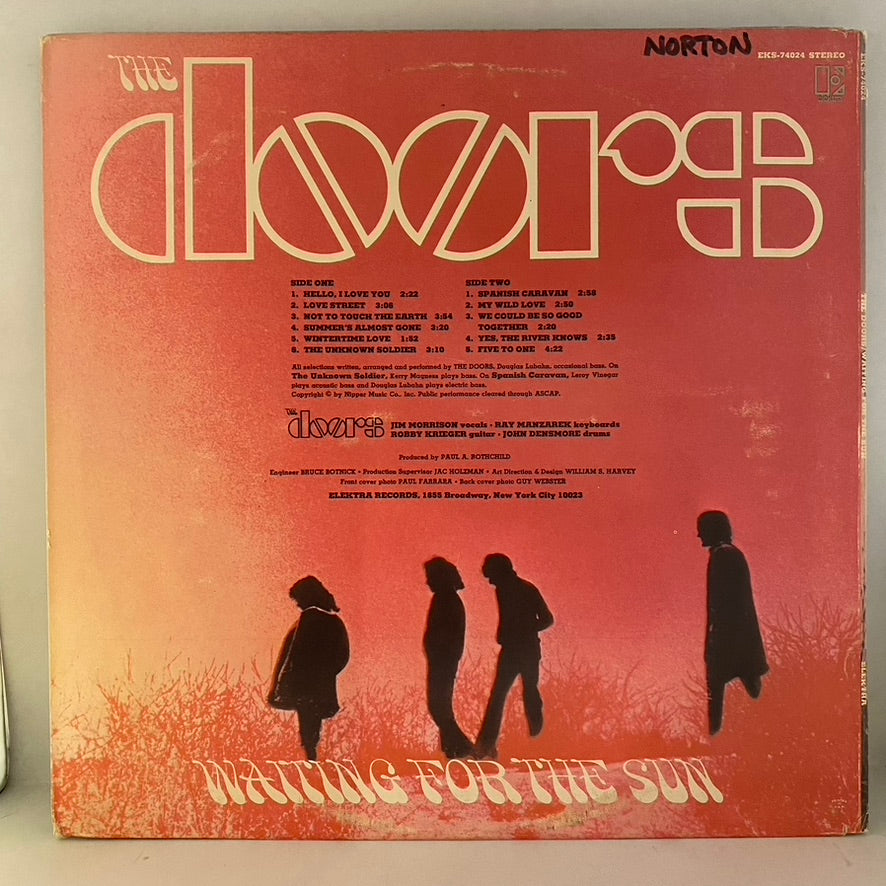 NORTON
EKS-74024 STEREO
THE
doors
SIDE ONE
1. HELLO, I LOVE YOU 2:22
2. LOVE STREET 3:06
3. NOT TO TOUCH THE EARTH 3:54
4. SUMMER'S ALMOST GONE 3:20
5. WINTERTIME LOVE 1:52
6. THE UNKNOWN SOLDIER 3:10
SIDE TWO
1. SPANISH CARAVAN 2:58
2. MY WILD LOVE 2:50
3. WE COULD BE SO GOOD
TOGETHER 2:20
4. YES, THE RIVER KNOWS 2:35
5. FIVE TO ONE 4:22
All selections written, arranged and performed by THE DOORS. Douglas Lubahn, occasional bass. On
The Unknown Soldier, Kerry Magness plays bass. On Spanish Caravan, Leroy Vinegar
plays acoustic bass and Douglas Lubahn plays electric bass.
Copyright © by Nipper Music Co., Inc. Public performance cleared through ASCAP.
THE
doors
JIM MORRISON vocals • RAY MANZAREK keyboards
ROBBY KRIEGER guitar • JOHN DENSMORE drums
Produced by PAUL A. ROTHCHILD
Engineer BRUCE BOTNICK • Production Supervisor JAC HOLZMAN • Art Direction & Design WILLIAM S. HARVEY
Front cover photo PAUL FERRARA • Back cover photo GUY WEBSTER
ELEKTRA RECORDS, 1855 Broadway, New York City 10023
WAITING FOR THE SUN
EKS-74024
THE DOORS/WAITING FOR THE SUN
ELEKTRA